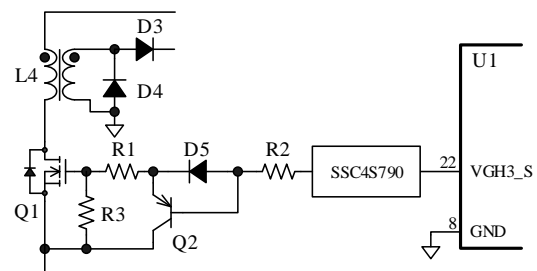 D3
U1
L4
D4
R1
D5
R2
SSC4S790
22
VGH3_S
Q1
R3
Q2
8
GND